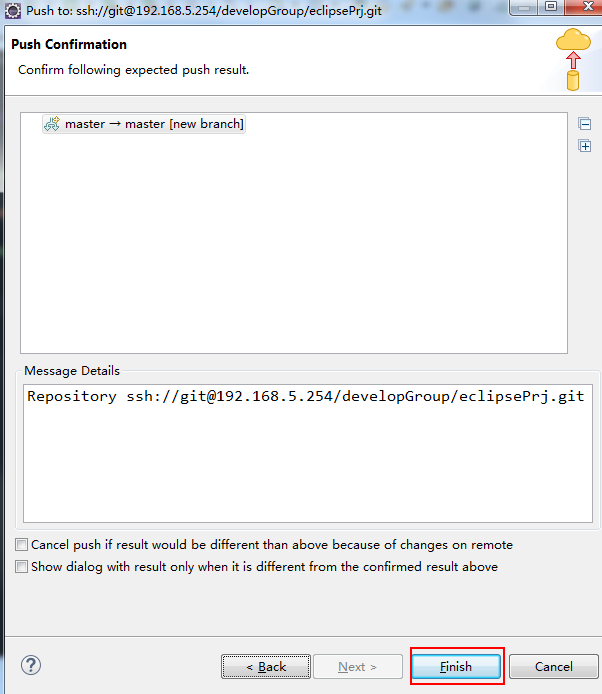 Push to: ssh://git@192.168.5.254/developGroup/eclipsePrj.git
Push Confirmation
Confirm following expected push result.
master → master [new branch]
Message Details
Repository ssh://git@192.168.5.254/developGroup/eclipsePrj.git
Cancel push if result would be different than above because of changes on remote
Show dialog with result only when it is different from the confirmed result above
? < Back Next > Finish Cancel